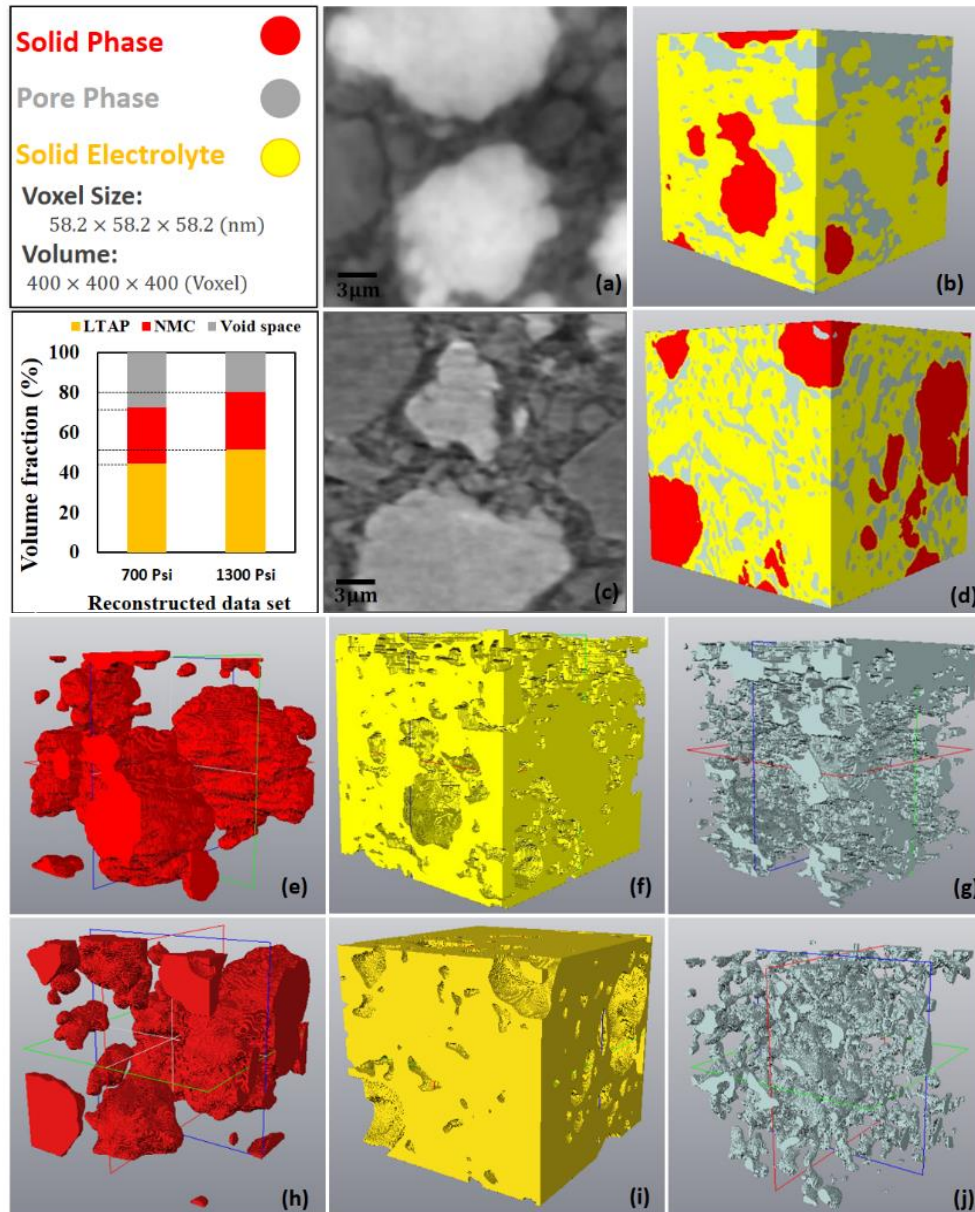 Solid Phase
Pore Phase
Solid Electrolyte
Voxel Size:
58.2 × 58.2 × 58.2 (nm)
Volume:
400 × 400 × 400 (Voxel)
3μm
(a)
(b)
LTAP NMC Void space
Volume fraction (%)
100
80
60
40
20
0
700 Psi 1300 Psi
Reconstructed data set
3μm
(c)
(d)
(e)
(f)
(g)
(h)
(i)
(j)